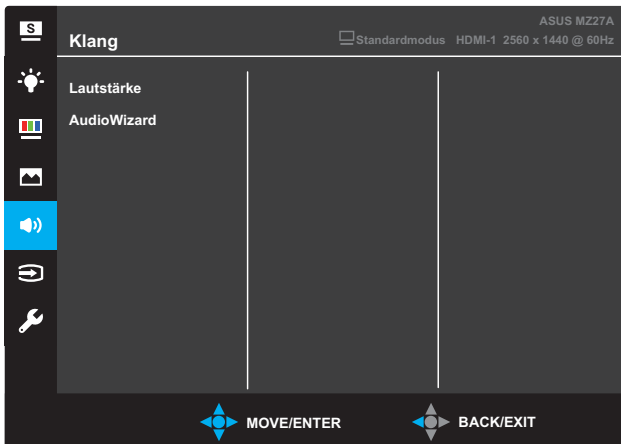 S
ASUS MZ27A
Klang
Standardmodus HDMI-1 2560 x 1440 @ 60Hz
Lautstärke
AudioWizard
MOVE/ENTER
BACK/EXIT